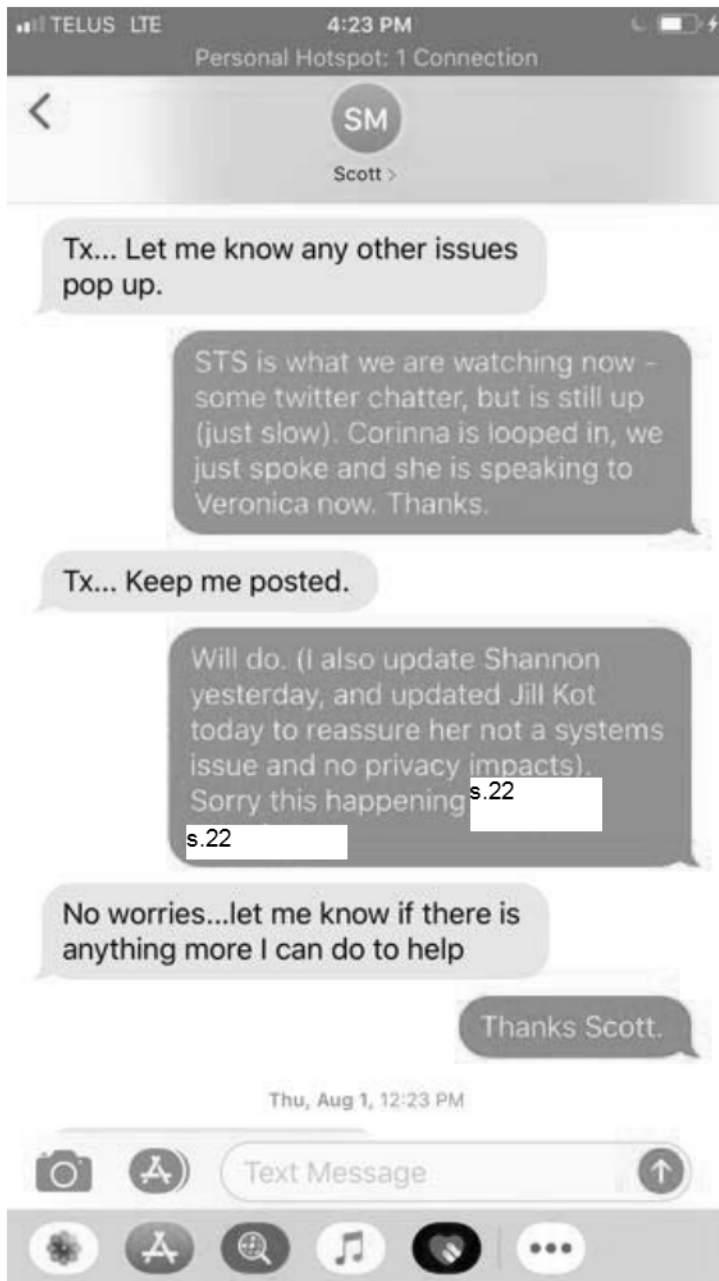 TELUS LTE 4:23 PM
Personal Hotspot: 1 Connection
SM
Scott >
Tx... Let me know any other issues
pop up.
STS is what we are watching now -
some twitter chatter, but is still up
(just slow). Corinna is looped in, we
just spoke and she is speaking to
Veronica now. Thanks.
Tx... Keep me posted.
Will do. (I also update Shannon
yesterday, and updated Jill Kot
today to reassure her not a systems
issue and no privacy impacts).
Sorry this happening s.22
s.22
No worries...let me know if there is
anything more I can do to help
Thanks Scott.
Thu, Aug 1, 12:23 PM
Text Message